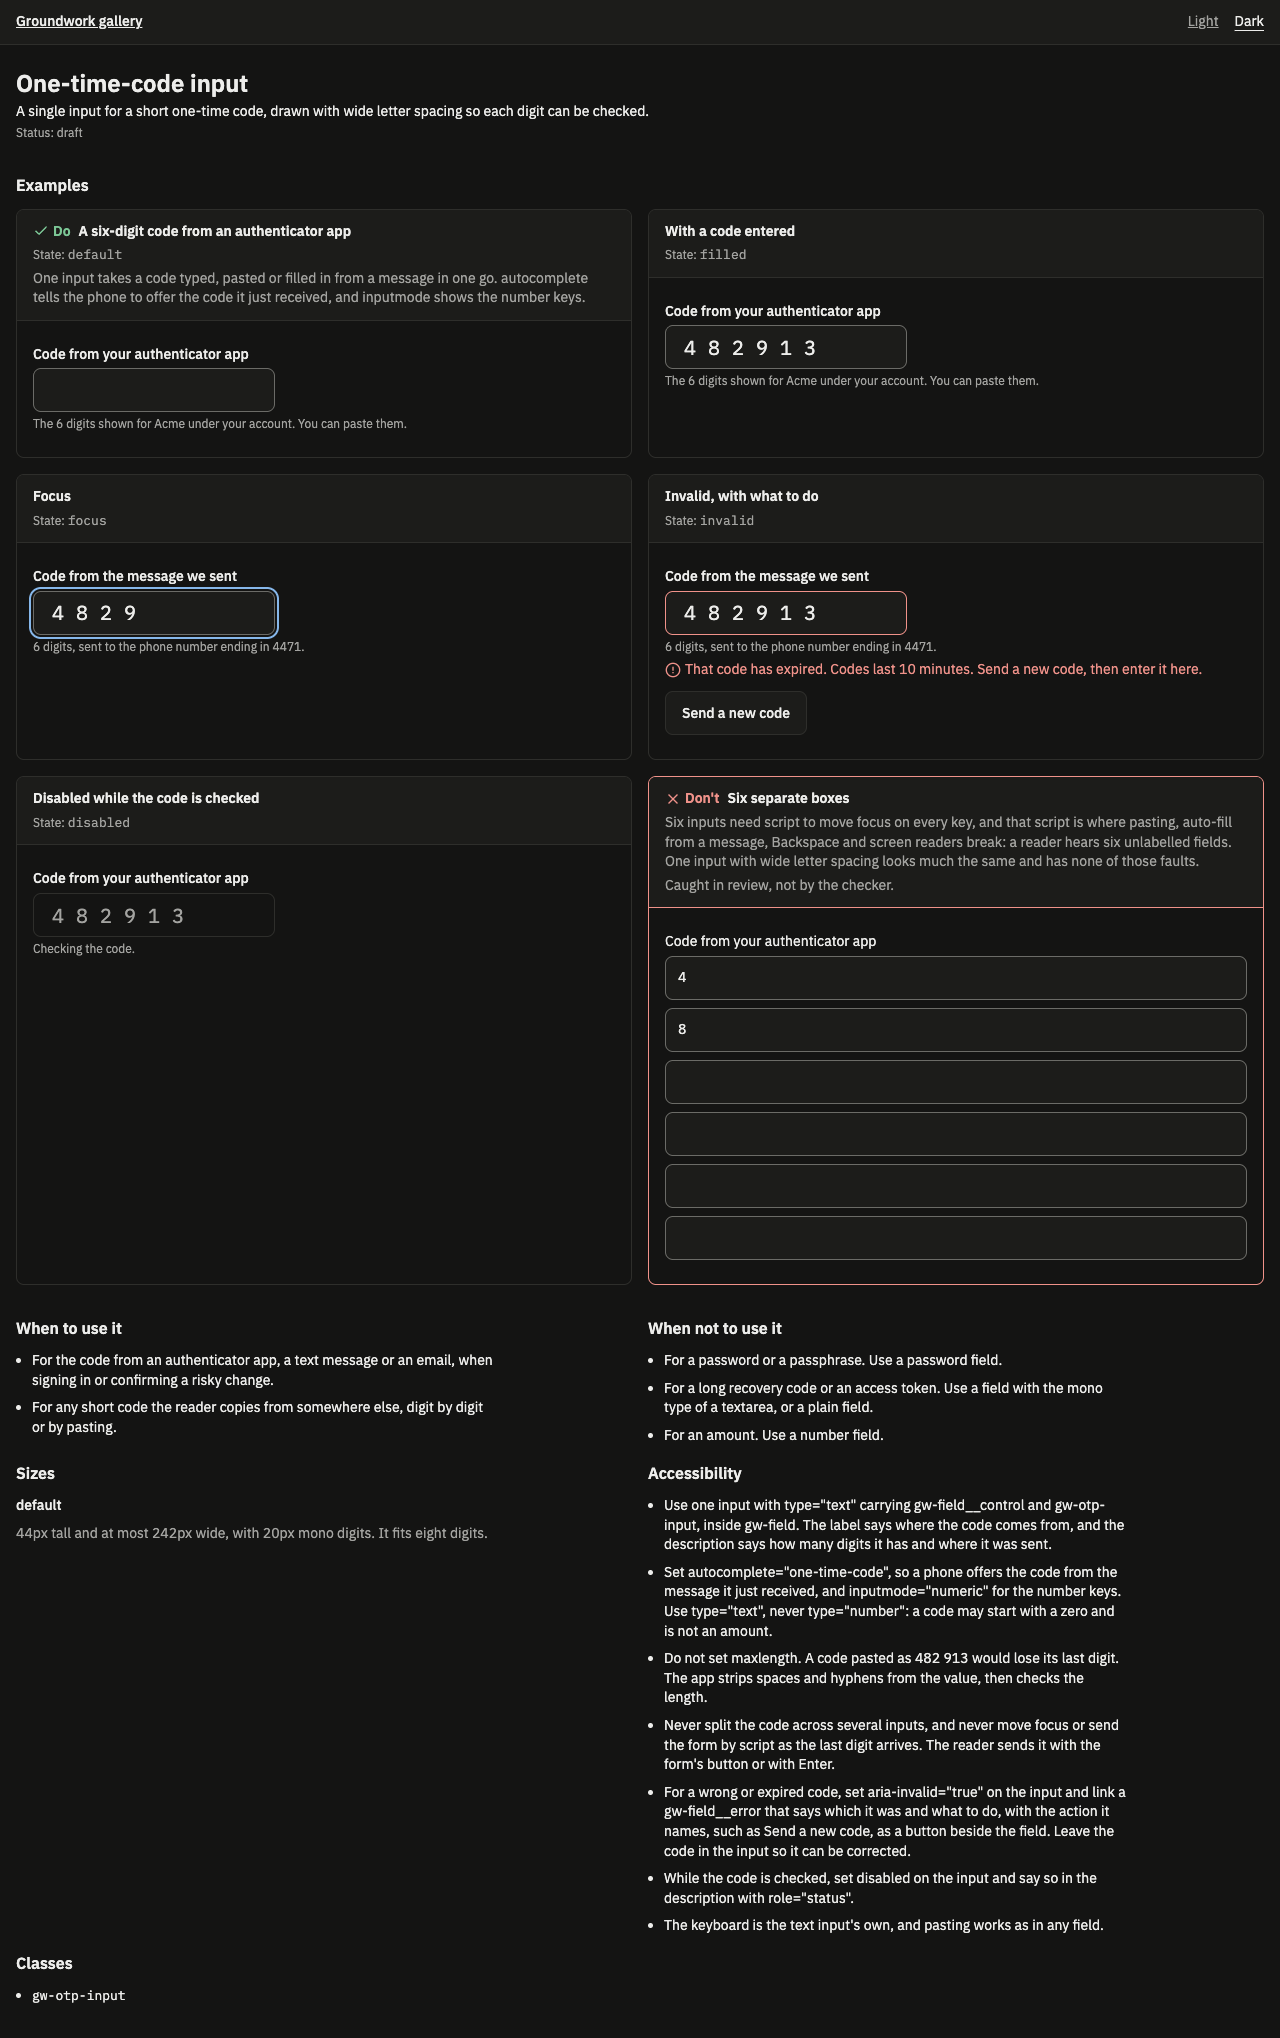 Groundwork gallery
Light Dark
One-time-code input
A single input for a short one-time code, drawn with wide letter spacing so each digit can be checked.
Status: draft
Examples
Do A six-digit code from an authenticator app
State: default
One input takes a code typed, pasted or filled in from a message in one go. autocomplete
tells the phone to offer the code it just received, and inputmode shows the number keys.
Code from your authenticator app
The 6 digits shown for Acme under your account. You can paste them.
With a code entered
State: filled
Code from your authenticator app
4 8 2 9 1 3
The 6 digits shown for Acme under your account. You can paste them.
Focus
State: focus
Code from the message we sent
4 8 2 9
6 digits, sent to the phone number ending in 4471.
Invalid, with what to do
State: invalid
Code from the message we sent
4 8 2 9 1 3
6 digits, sent to the phone number ending in 4471.
That code has expired. Codes last 10 minutes. Send a new code, then enter it here.
Send a new code
Disabled while the code is checked
State: disabled
Code from your authenticator app
4 8 2 9 1 3
Checking the code.
Don't Six separate boxes
Six inputs need script to move focus on every key, and that script is where pasting, auto-fill
from a message, Backspace and screen readers break: a reader hears six unlabelled fields.
One input with wide letter spacing looks much the same and has none of those faults.
Caught in review, not by the checker.
Code from your authenticator app
4
8
When to use it
• For the code from an authenticator app, a text message or an email, when
signing in or confirming a risky change.
• For any short code the reader copies from somewhere else, digit by digit
or by pasting.
When not to use it
• For a password or a passphrase. Use a password field.
• For a long recovery code or an access token. Use a field with the mono
type of a textarea, or a plain field.
• For an amount. Use a number field.
Sizes
default
44px tall and at most 242px wide, with 20px mono digits. It fits eight digits.
Accessibility
• Use one input with type="text" carrying gw-field__control and gw-otp-
input, inside gw-field. The label says where the code comes from, and the
description says how many digits it has and where it was sent.
• Set autocomplete="one-time-code", so a phone offers the code from the
message it just received, and inputmode="numeric" for the number keys.
Use type="text", never type="number": a code may start with a zero and
is not an amount.
• Do not set maxlength. A code pasted as 482 913 would lose its last digit.
The app strips spaces and hyphens from the value, then checks the
length.
• Never split the code across several inputs, and never move focus or send
the form by script as the last digit arrives. The reader sends it with the
form's button or with Enter.
• For a wrong or expired code, set aria-invalid="true" on the input and link a
gw-field__error that says which it was and what to do, with the action it
names, such as Send a new code, as a button beside the field. Leave the
code in the input so it can be corrected.
• While the code is checked, set disabled on the input and say so in the
description with role="status".
• The keyboard is the text input's own, and pasting works as in any field.
Classes
• gw-otp-input